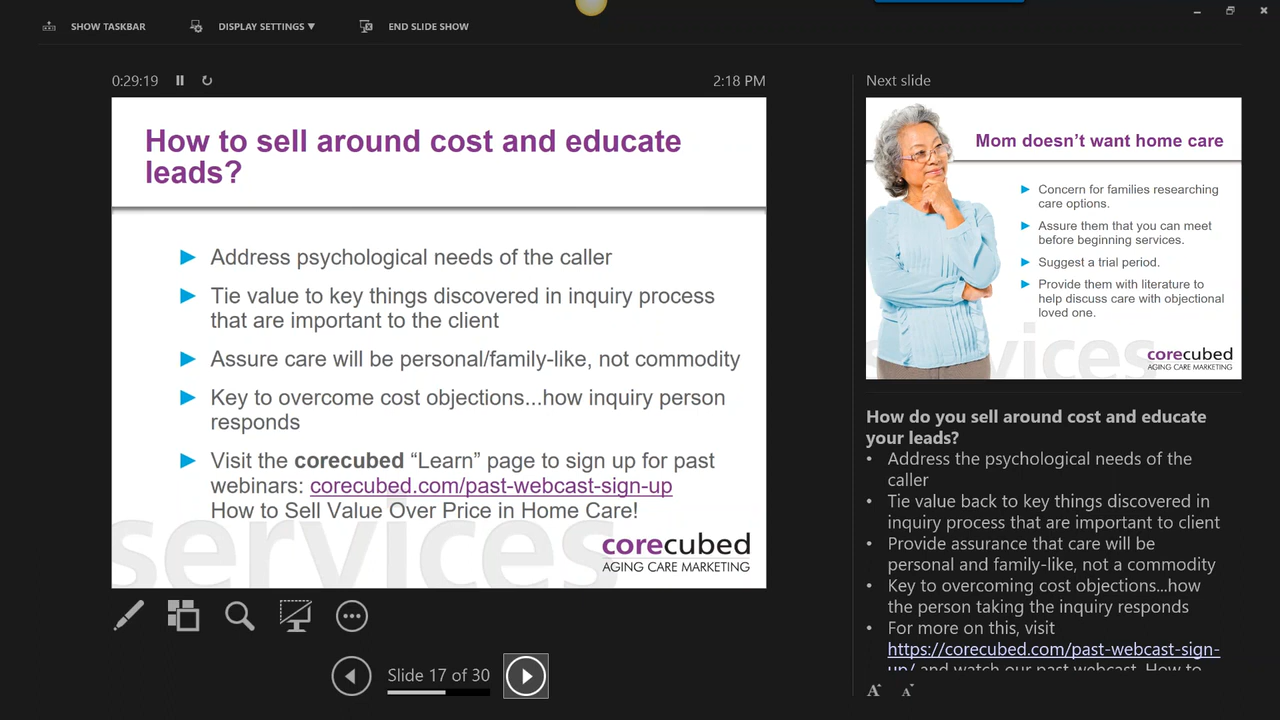 SHOW TASKBAR
DISPLAY SETTINGS ▼
END SLIDE SHOW
0:29:19
2:18 PM
How to sell around cost and educate
leads?
Address psychological needs of the caller
Tie value to key things discovered in inquiry process
that are important to the client
Assure care will be personal/family-like, not commodity
Key to overcome cost objections...how inquiry person
responds
Visit the corecubed “Learn” page to sign up for past
webinars: corecubed.com/past-webcast-sign-up
How to Sell Value Over Price in Home Care!
services
corecubed
AGING CARE MARKETING
Slide 17 of 30
Next slide
Mom doesn’t want home care
Concern for families researching
care options.
Assure them that you can meet
before beginning services.
Suggest a trial period.
Provide them with literature to
help discuss care with objectional
loved one.
services
corecubed
AGING CARE MARKETING
How do you sell around cost and educate
your leads?
• Address the psychological needs of the
caller
• Tie value back to key things discovered in
inquiry process that are important to client
• Provide assurance that care will be
personal and family-like, not a commodity
• Key to overcoming cost objections...how
the person taking the inquiry responds
• For more on this, visit
https://corecubed.com/past-webcast-sign-
up/ and watch our past webcast, How to
A A